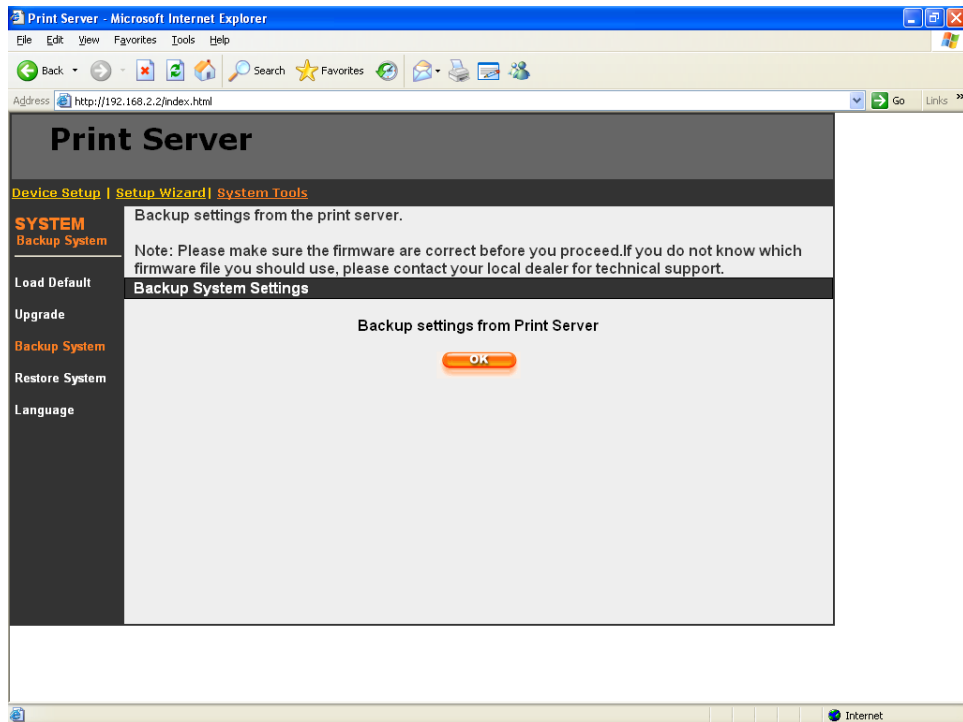 Print Server - Microsoft Internet Explorer
File Edit View Favorites Tools Help
Back Search Favorites
Address http://192.168.2.2/index.html Go Links »
Print Server
Device Setup | Setup Wizard| System Tools
SYSTEM
Backup System
Load Default
Upgrade
Backup System
Restore System
Language
Backup settings from the print server.
Note: Please make sure the firmware are correct before you proceed.If you do not know which
firmware file you should use, please contact your local dealer for technical support.
Backup System Settings
Backup settings from Print Server
OK
Internet